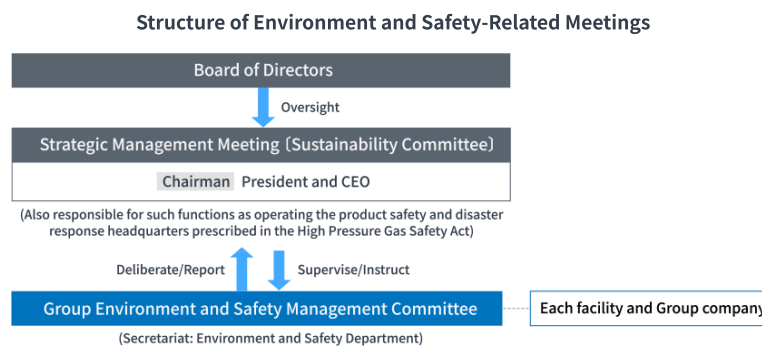 Structure of Environment and Safety-Related Meetings
Board of Directors
Oversight
Strategic Management Meeting〔Sustainability Committee〕
Chairman President and CEO
(Also responsible for such functions as operating the product safety and disaster
response headquarters prescribed in the High Pressure Gas Safety Act)
Deliberate/Report
Supervise/Instruct
Group Environment and Safety Management Committee
Each facility and Group company
(Secretariat: Environment and Safety Department)